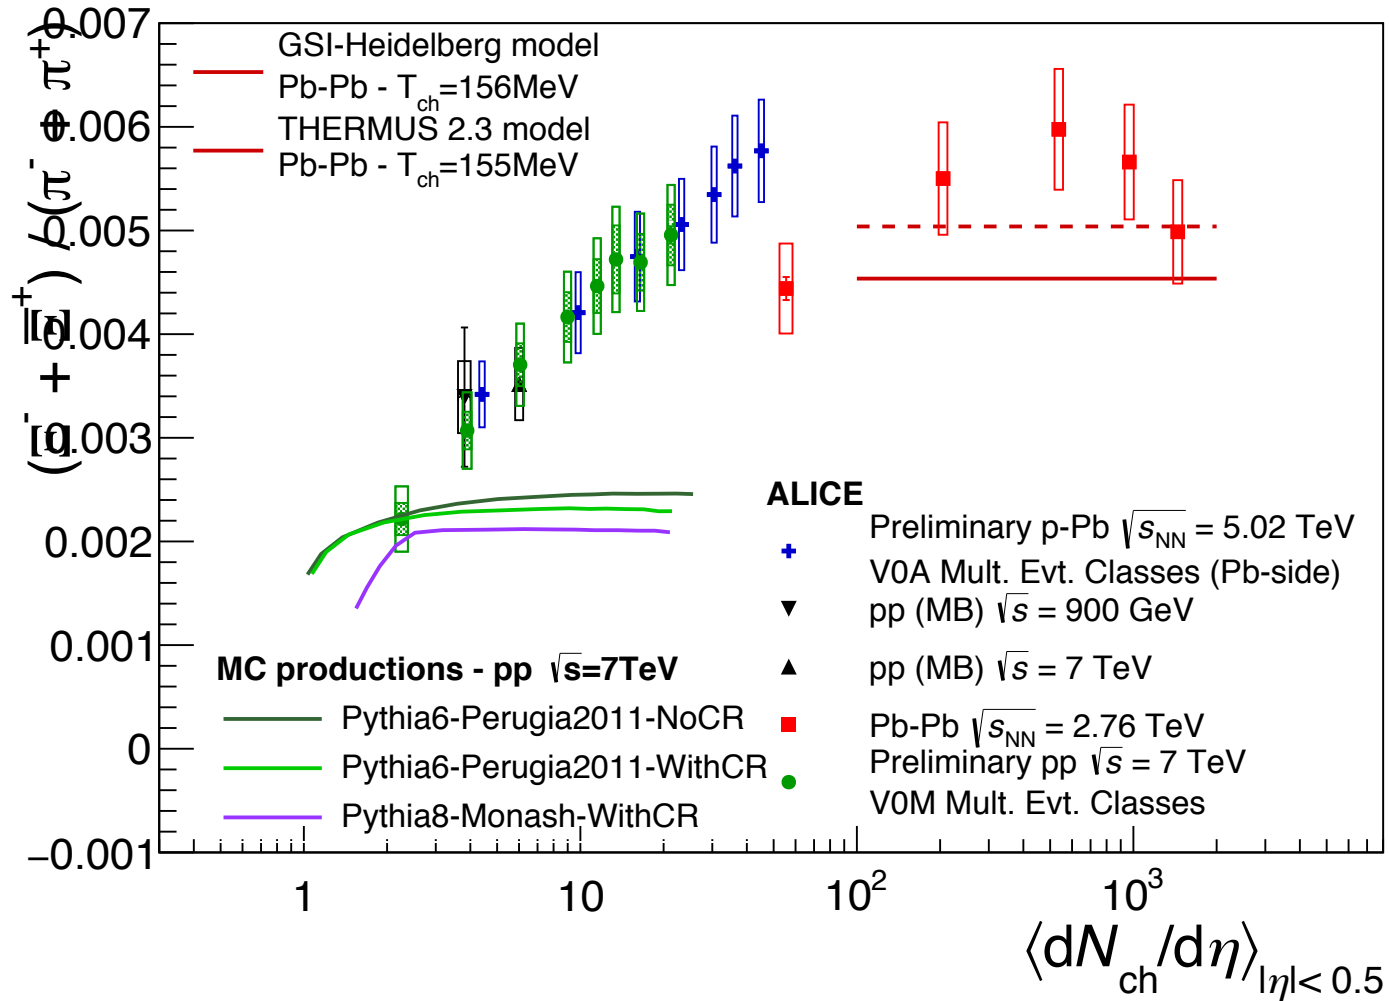 (Ξ⁻ + Ξ̅⁺) / (π⁻ + π⁺)
0.007
0.006
0.005
0.004
0.003
0.002
0.001
0
−0.001
GSI-Heidelberg model
Pb-Pb - T_ch=156MeV
THERMUS 2.3 model
Pb-Pb - T_ch=155MeV
ALICE
Preliminary p-Pb √s_NN = 5.02 TeV
V0A Mult. Evt. Classes (Pb-side)
pp (MB) √s = 900 GeV
pp (MB) √s = 7 TeV
Pb-Pb √s_NN = 2.76 TeV
Preliminary pp √s = 7 TeV
V0M Mult. Evt. Classes
MC productions - pp √s=7TeV
Pythia6-Perugia2011-NoCR
Pythia6-Perugia2011-WithCR
Pythia8-Monash-WithCR
1 10 10² 10³
⟨dN_ch/dη⟩_|η|< 0.5